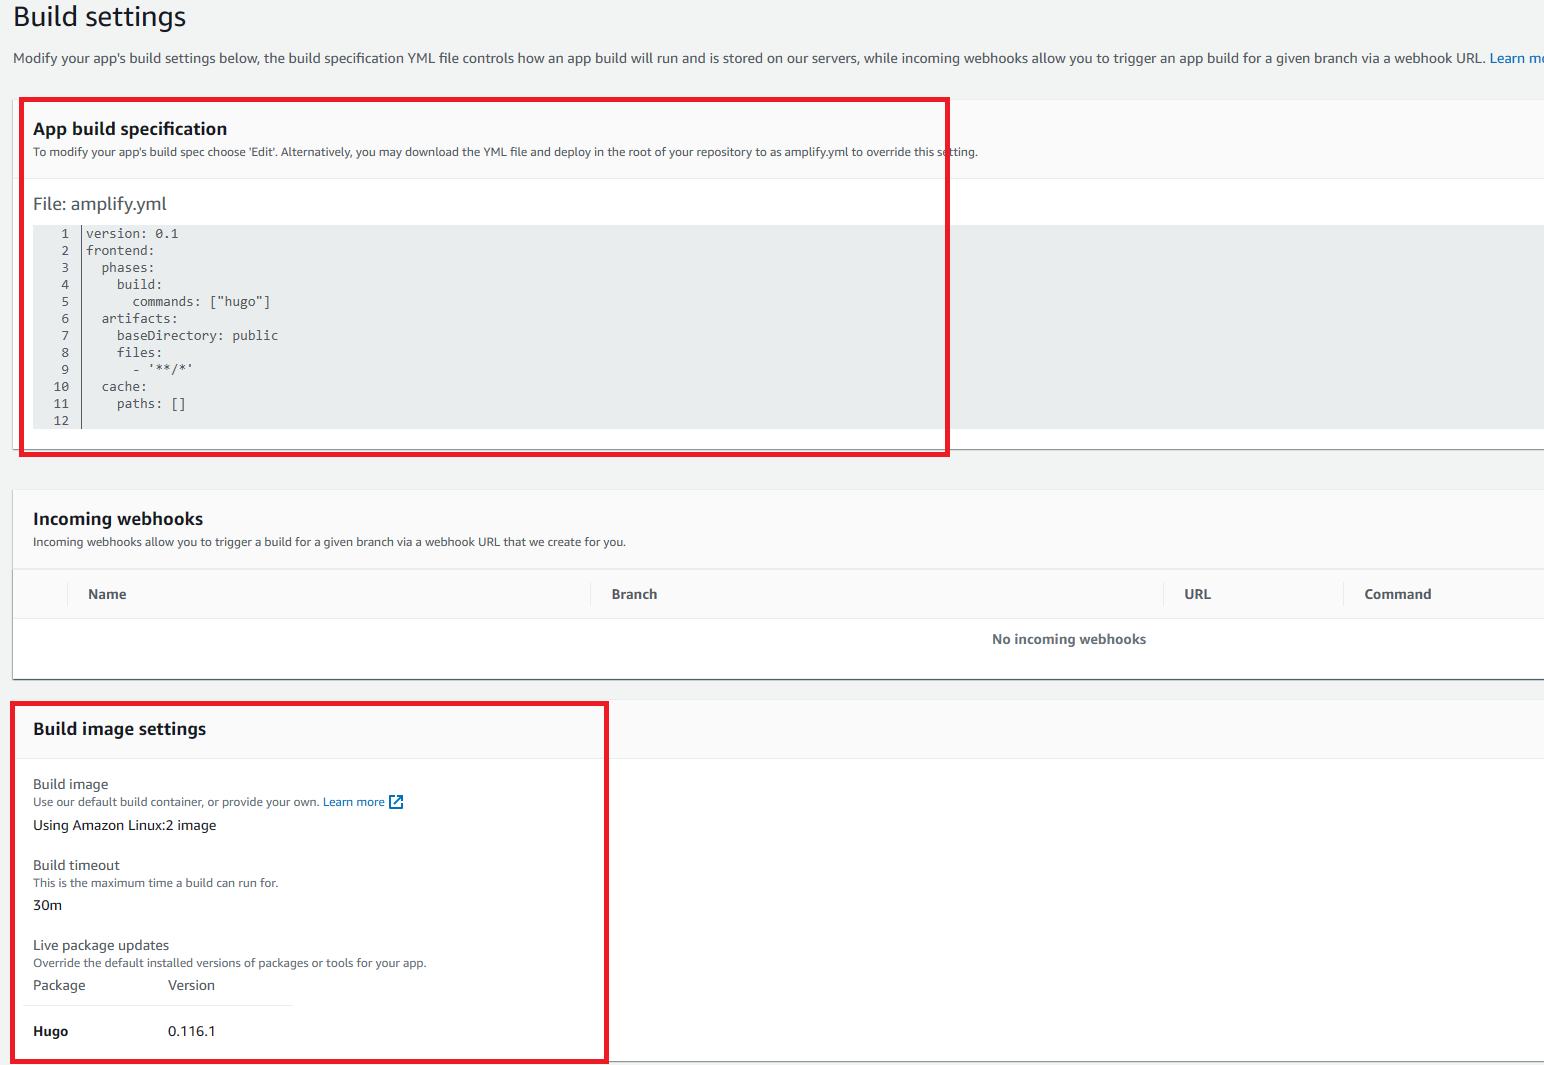 Build settings
Modify your app's build settings below, the build specification YML file controls how an app build will run and is stored on our servers, while incoming webhooks allow you to trigger an app build for a given branch via a webhook URL. Learn
App build specification
To modify your app's build spec choose 'Edit'. Alternatively, you may download the YML file and deploy in the root of your repository to as amplify.yml to override this setting.
File: amplify.yml
1 version: 0.1
2 frontend:
3   phases:
4     build:
5       commands: ["hugo"]
6   artifacts:
7     baseDirectory: public
8     files:
9       - '**/*'
10   cache:
11     paths: []
12
Incoming webhooks
Incoming webhooks allow you to trigger a build for a given branch via a webhook URL that we create for you.
Name Branch URL Command
No incoming webhooks
Build image settings
Build image
Use our default build container, or provide your own. Learn more
Using Amazon Linux:2 image
Build timeout
This is the maximum time a build can run for.
30m
Live package updates
Override the default installed versions of packages or tools for your app.
Package Version
Hugo 0.116.1